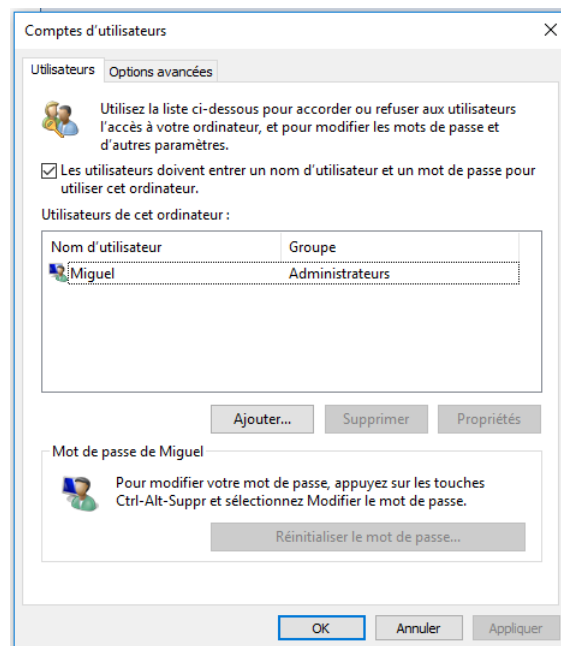 Comptes d'utilisateurs
Utilisateurs
Options avancées
Utilisez la liste ci-dessous pour accorder ou refuser aux utilisateurs
l'accès à votre ordinateur, et pour modifier les mots de passe et
d'autres paramètres.
Les utilisateurs doivent entrer un nom d'utilisateur et un mot de passe pour
utiliser cet ordinateur.
Utilisateurs de cet ordinateur :
Nom d'utilisateur
Groupe
Miguel
Administrateurs
Ajouter...
Supprimer
Propriétés
Mot de passe de Miguel
Pour modifier votre mot de passe, appuyez sur les touches
Ctrl-Alt-Suppr et sélectionnez Modifier le mot de passe.
Réinitialiser le mot de passe...
OK
Annuler
Appliquer